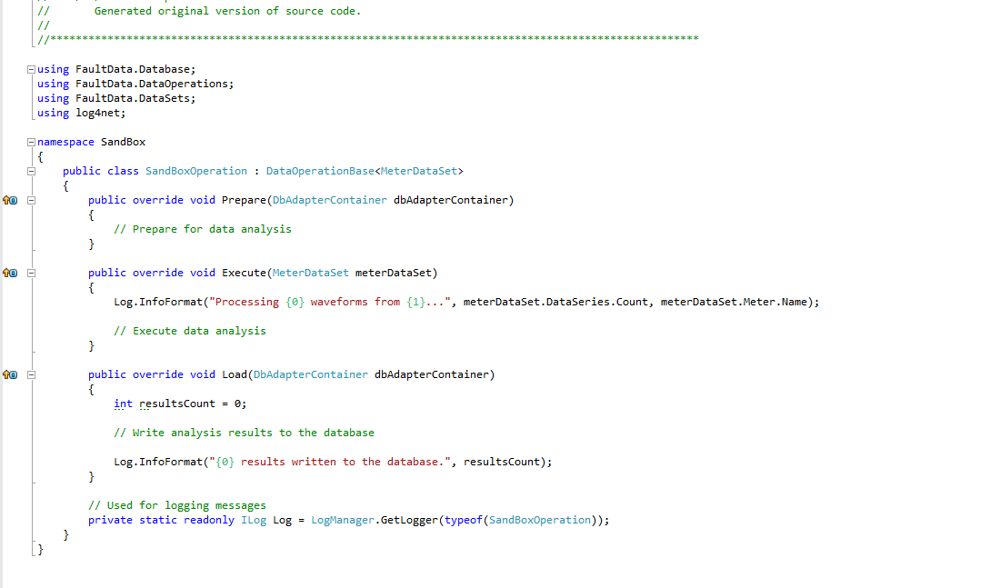 //       Generated original version of source code.
//
//******************************************************************************************************
using FaultData.Database;
using FaultData.DataOperations;
using FaultData.DataSets;
using log4net;
namespace SandBox
{
    public class SandBoxOperation : DataOperationBase<MeterDataSet>
    {
        public override void Prepare(DbAdapterContainer dbAdapterContainer)
        {
            // Prepare for data analysis
        }
        public override void Execute(MeterDataSet meterDataSet)
        {
            Log.InfoFormat("Processing {0} waveforms from {1}...", meterDataSet.DataSeries.Count, meterDataSet.Meter.Name);
            // Execute data analysis
        }
        public override void Load(DbAdapterContainer dbAdapterContainer)
        {
            int resultsCount = 0;
            // Write analysis results to the database
            Log.InfoFormat("{0} results written to the database.", resultsCount);
        }
        // Used for logging messages
        private static readonly ILog Log = LogManager.GetLogger(typeof(SandBoxOperation));
    }
}